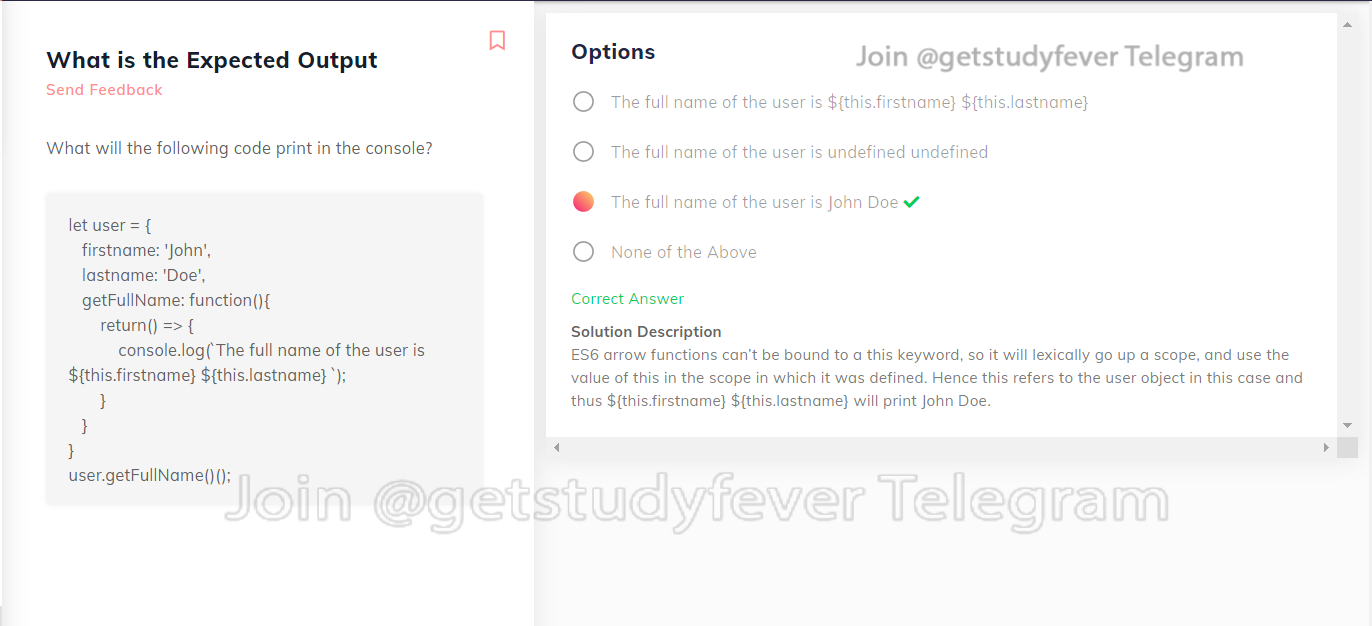 What is the Expected Output
Send Feedback
What will the following code print in the console?
let user = {
firstname: 'John',
lastname: 'Doe',
getFullName: function(){
return() => {
console.log(`The full name of the user is
${this.firstname} ${this.lastname} `);
}
}
}
user.getFullName()();
Options
Join @getstudyfever Telegram
The full name of the user is ${this.firstname} ${this.lastname}
The full name of the user is undefined undefined
The full name of the user is John Doe
None of the Above
Correct Answer
Solution Description
ES6 arrow functions can't be bound to a this keyword, so it will lexically go up a scope, and use the
value of this in the scope in which it was defined. Hence this refers to the user object in this case and
thus ${this.firstname} ${this.lastname} will print John Doe.
Join @getstudyfever Telegram